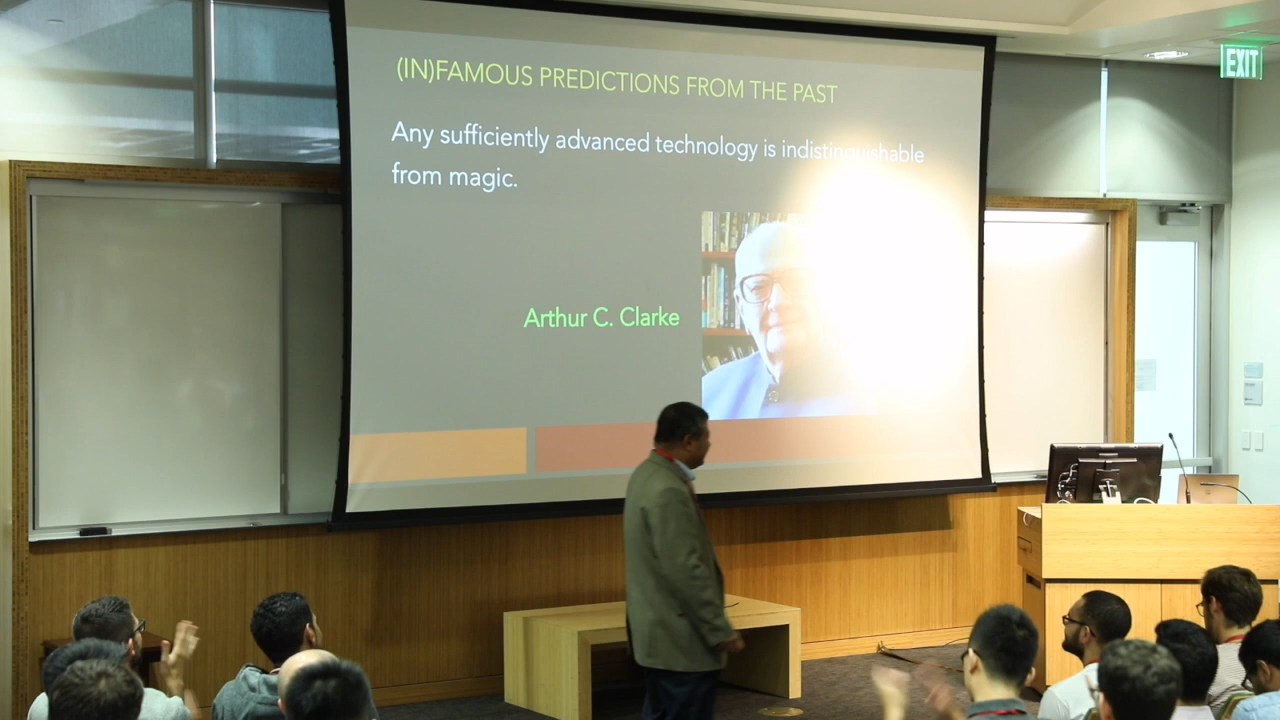 (IN)FAMOUS PREDICTIONS FROM THE PAST
Any sufficiently advanced technology is indistinguishable
from magic.
Arthur C. Clarke
EXIT